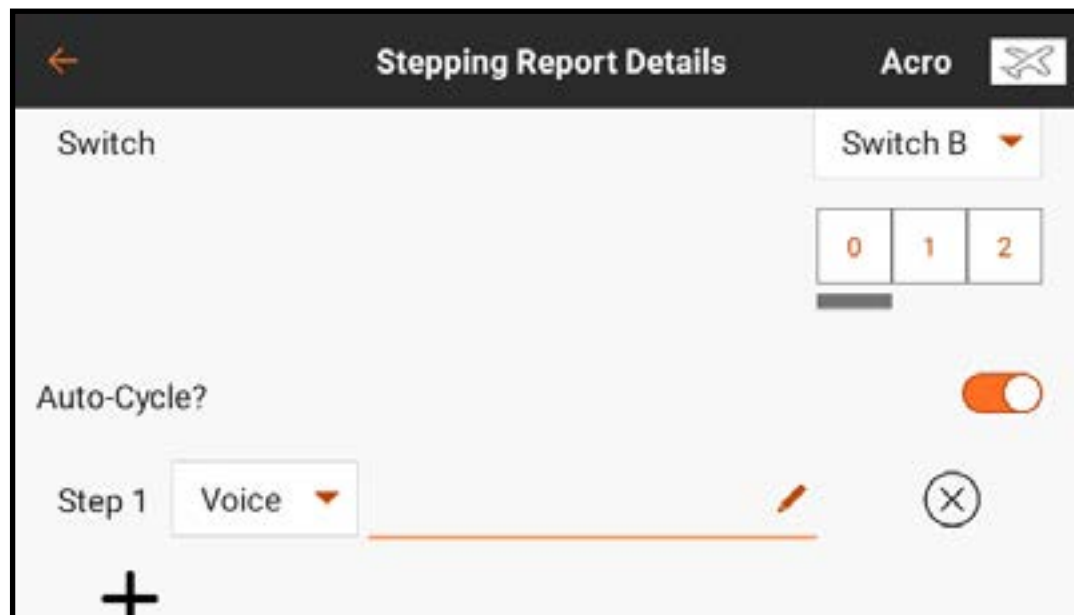 Stepping Report Details Acro
Switch Switch B
0 1 2
Auto-Cycle?
Step 1 Voice